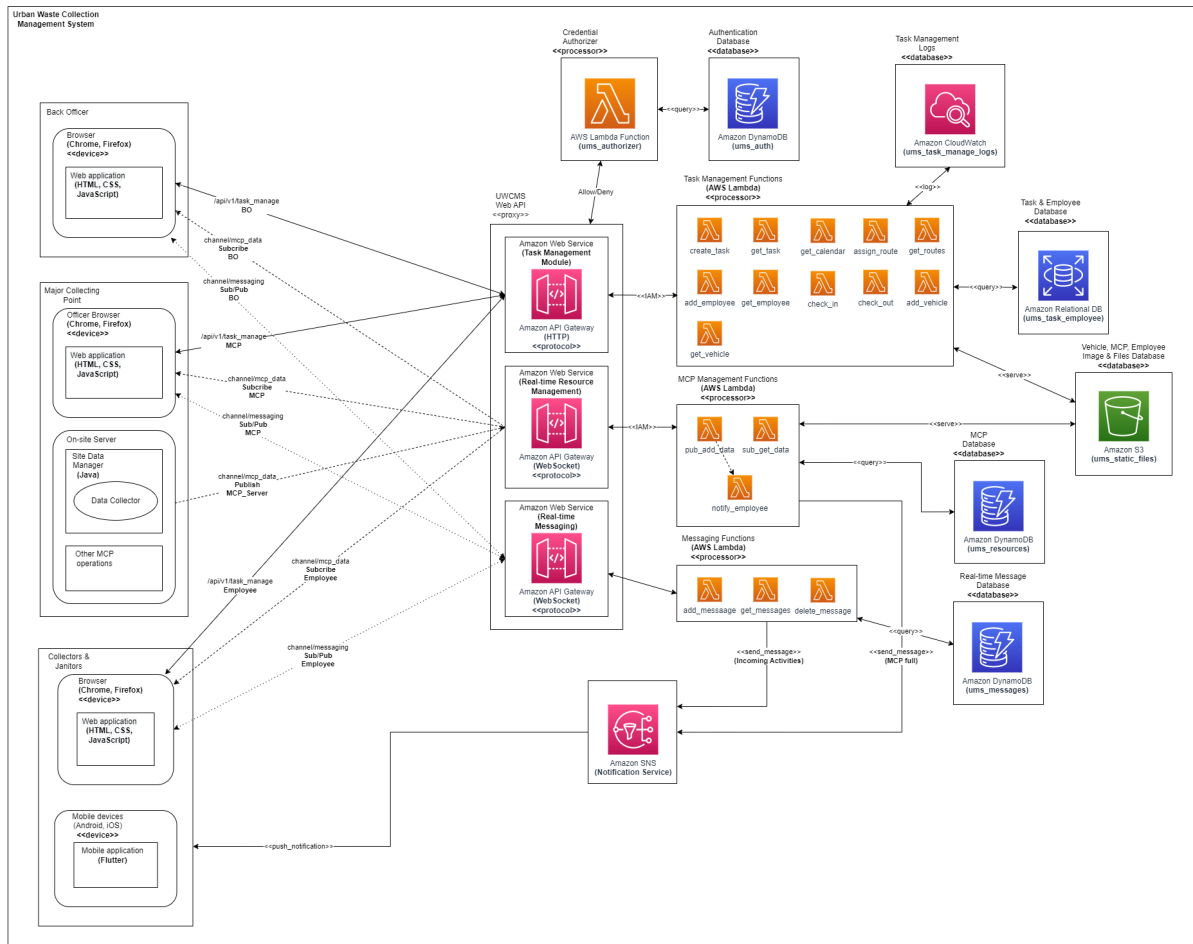 Urban Waste Collection
Management System
Credential
Authorizer
<<processor>>
AWS Lambda Function
(ums_authorizer)
<<query>>
Authentication
Database
<<database>>
Amazon DynamoDB
(ums_auth)
Task Management
Logs
<<database>>
Amazon CloudWatch
(ums_task_manage_logs)
Back Officer
Browser
(Chrome, Firefox)
<<device>>
Web application
(HTML, CSS,
JavaScript)
/api/v1/task_manage
BO
channel/mcp_data
Subcribe
BO
channel/messaging
Sub/Pub
BO
Allow/Deny
UWCMS
Web API
<<proxy>>
Amazon Web Service
(Task Management
Module)
Amazon API Gateway
(HTTP)
<<protocol>>
<<IAM>>
Task Management Functions
(AWS Lambda)
<<processor>>
<<log>>
create_task
get_task
get_calendar
assign_route
get_routes
add_employee
get_employee
check_in
check_out
add_vehicle
get_vehicle
<<query>>
Task & Employee
Database
<<database>>
Amazon Relational DB
(ums_task_employee)
<<serve>>
Vehicle, MCP, Employee
Image & Files Database
<<database>>
Amazon S3
(ums_static_files)
Major Collecting
Point
Officer Browser
(Chrome, Firefox)
<<device>>
Web application
(HTML, CSS,
JavaScript)
/api/v1/task_manage
MCP
channel/mcp_data
Subcribe
MCP
channel/messaging
Sub/Pub
MCP
On-site Server
Site Data
Manager
(Java)
Data Collector
Other MCP
operations
channel/mcp_data
Publish
MCP_Server
Amazon Web Service
(Real-time Resource
Management)
Amazon API Gateway
(WebSocket)
<<protocol>>
<<IAM>>
MCP Management Functions
(AWS Lambda)
<<processor>>
pub_add_data
sub_get_data
notify_employee
<<serve>>
<<query>>
MCP
Database
<<database>>
Amazon DynamoDB
(ums_resources)
Amazon Web Service
(Real-time
Messaging)
Amazon API Gateway
(WebSocket)
<<protocol>>
Messaging Functions
(AWS Lambda)
<<processor>>
add_messaage
get_messages
delete_message
<<query>>
Real-time Message
Database
<<database>>
Amazon DynamoDB
(ums_messages)
<<send_message>>
(Incoming Activities)
<<send_message>>
(MCP full)
/api/v1/task_manage
Employee
channel/mcp_data
Subcribe
Employee
channel/messaging
Sub/Pub
Employee
Collectors &
Janitors
Browser
(Chrome, Firefox)
<<device>>
Web application
(HTML, CSS,
JavaScript)
Mobile devices
(Android, iOS)
<<device>>
Mobile application
(Flutter)
<<push_notification>>
Amazon SNS
(Notification Service)